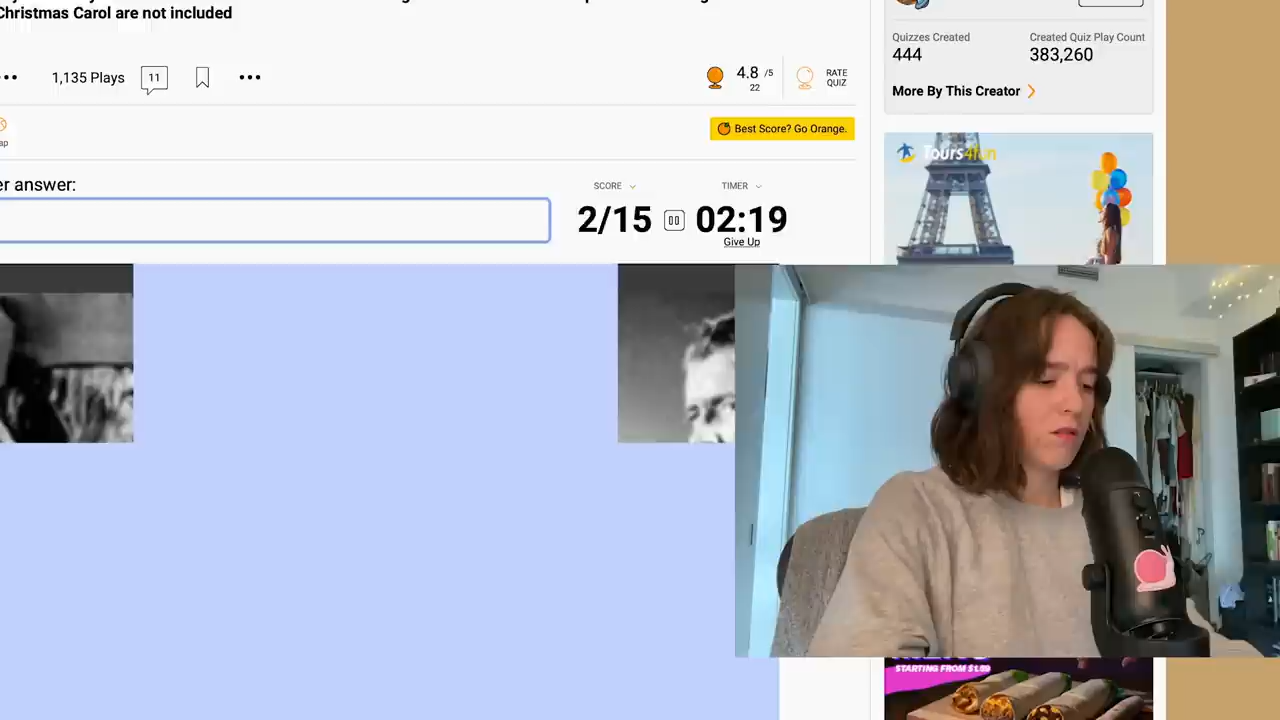 Christmas Carol are not included
1,135 Plays
11
4.8 /5
22
RATE
QUIZ
Quizzes Created
444
Created Quiz Play Count
383,260
More By This Creator
Best Score? Go Orange.
er answer:
SCORE
2/15
TIMER
02:19
Give Up
Tours4fun
STARTING FROM $1.89